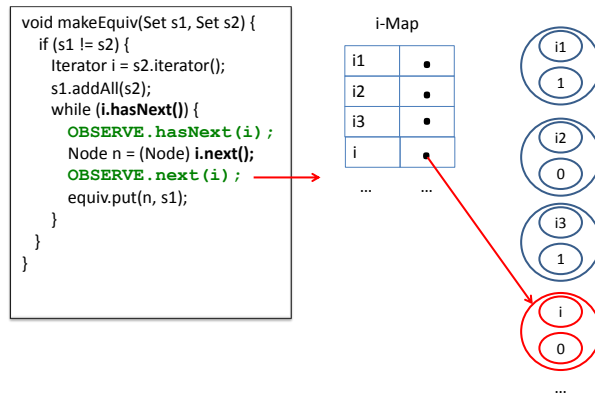 void makeEquiv(Set s1, Set s2) {
if (s1 != s2) {
Iterator i = s2.iterator();
s1.addAll(s2);
while (i.hasNext()) {
OBSERVE.hasNext(i);
Node n = (Node) i.next();
OBSERVE.next(i);
equiv.put(n, s1);
}
}
}
i-Map
i1
i2
i3
i
... ...
i1
1
i2
0
i3
1
i
0
...